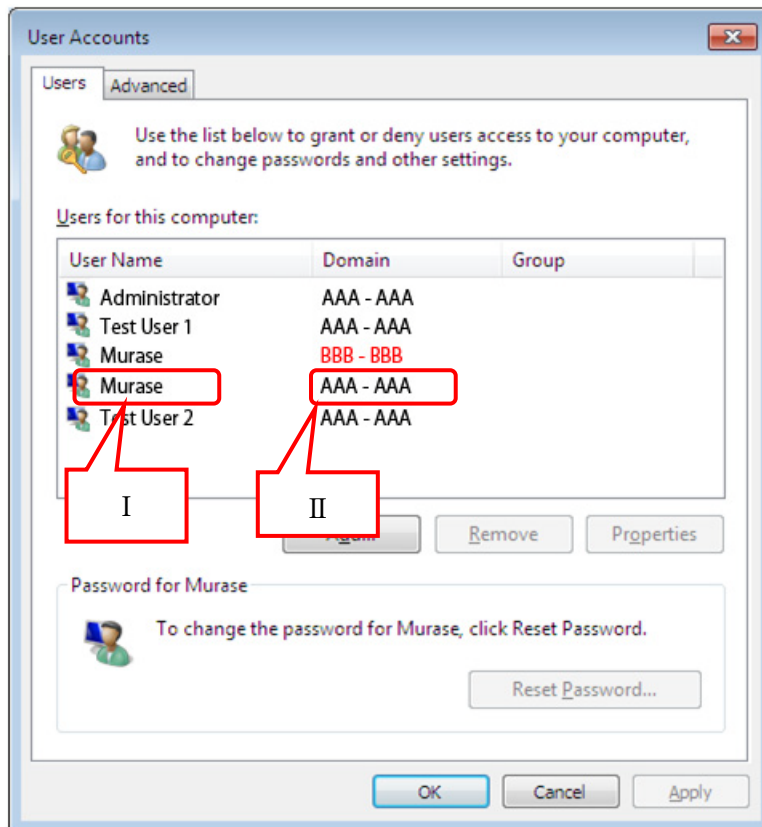 User Accounts
Users Advanced
Use the list below to grant or deny users access to your computer,
and to change passwords and other settings.
Users for this computer:
User Name Domain Group
Administrator AAA - AAA
Test User 1 AAA - AAA
Murase BBB - BBB
Murase AAA - AAA
Test User 2 AAA - AAA
I II
Remove Properties
Password for Murase
To change the password for Murase, click Reset Password.
Reset Password...
OK Cancel Apply